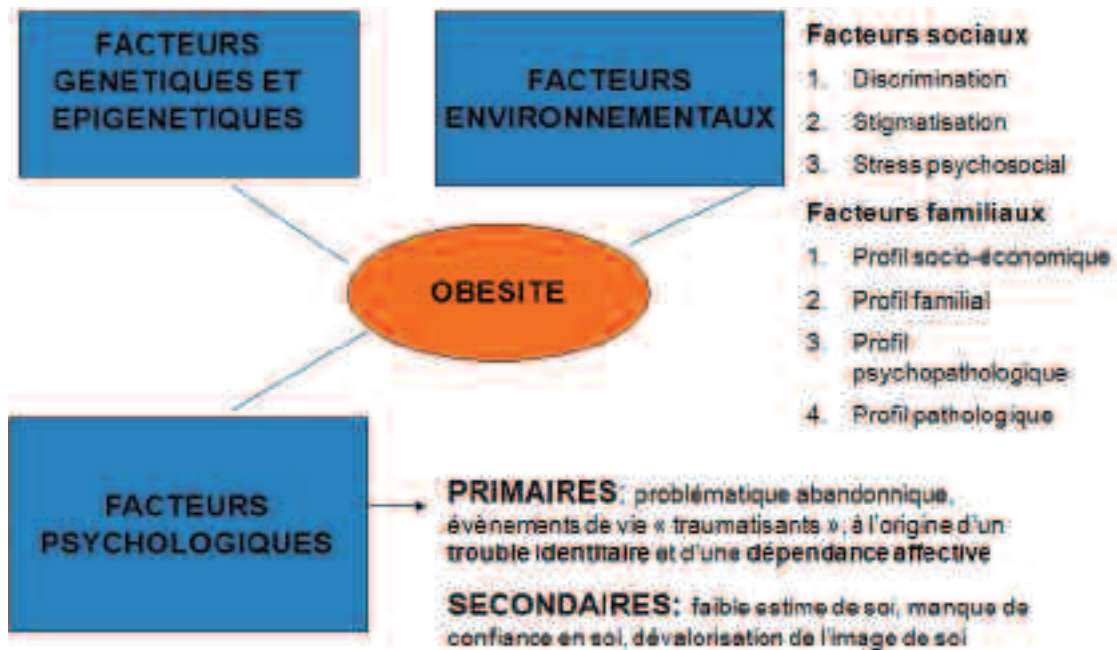 FACTEURS
GENETIQUES ET
EPIGENETIQUES
FACTEURS
ENVIRONNEMENTAUX
Facteurs sociaux
1. Discrimination
2. Stigmatisation
3. Stress psychosocial
Facteurs familiaux
1. Profil socio-économique
2. Profil familial
3. Profil
psychopathologique
4. Profil pathologique
OBESITE
FACTEURS
PSYCHOLOGIQUES
PRIMAIRES: problématique abandonnique,
évènements de vie « traumatisants », à l'origine d'un
trouble identitaire et d'une dépendance affective
SECONDAIRES: faible estime de soi, manque de
confiance en soi, dévalorisation de l'image de soi